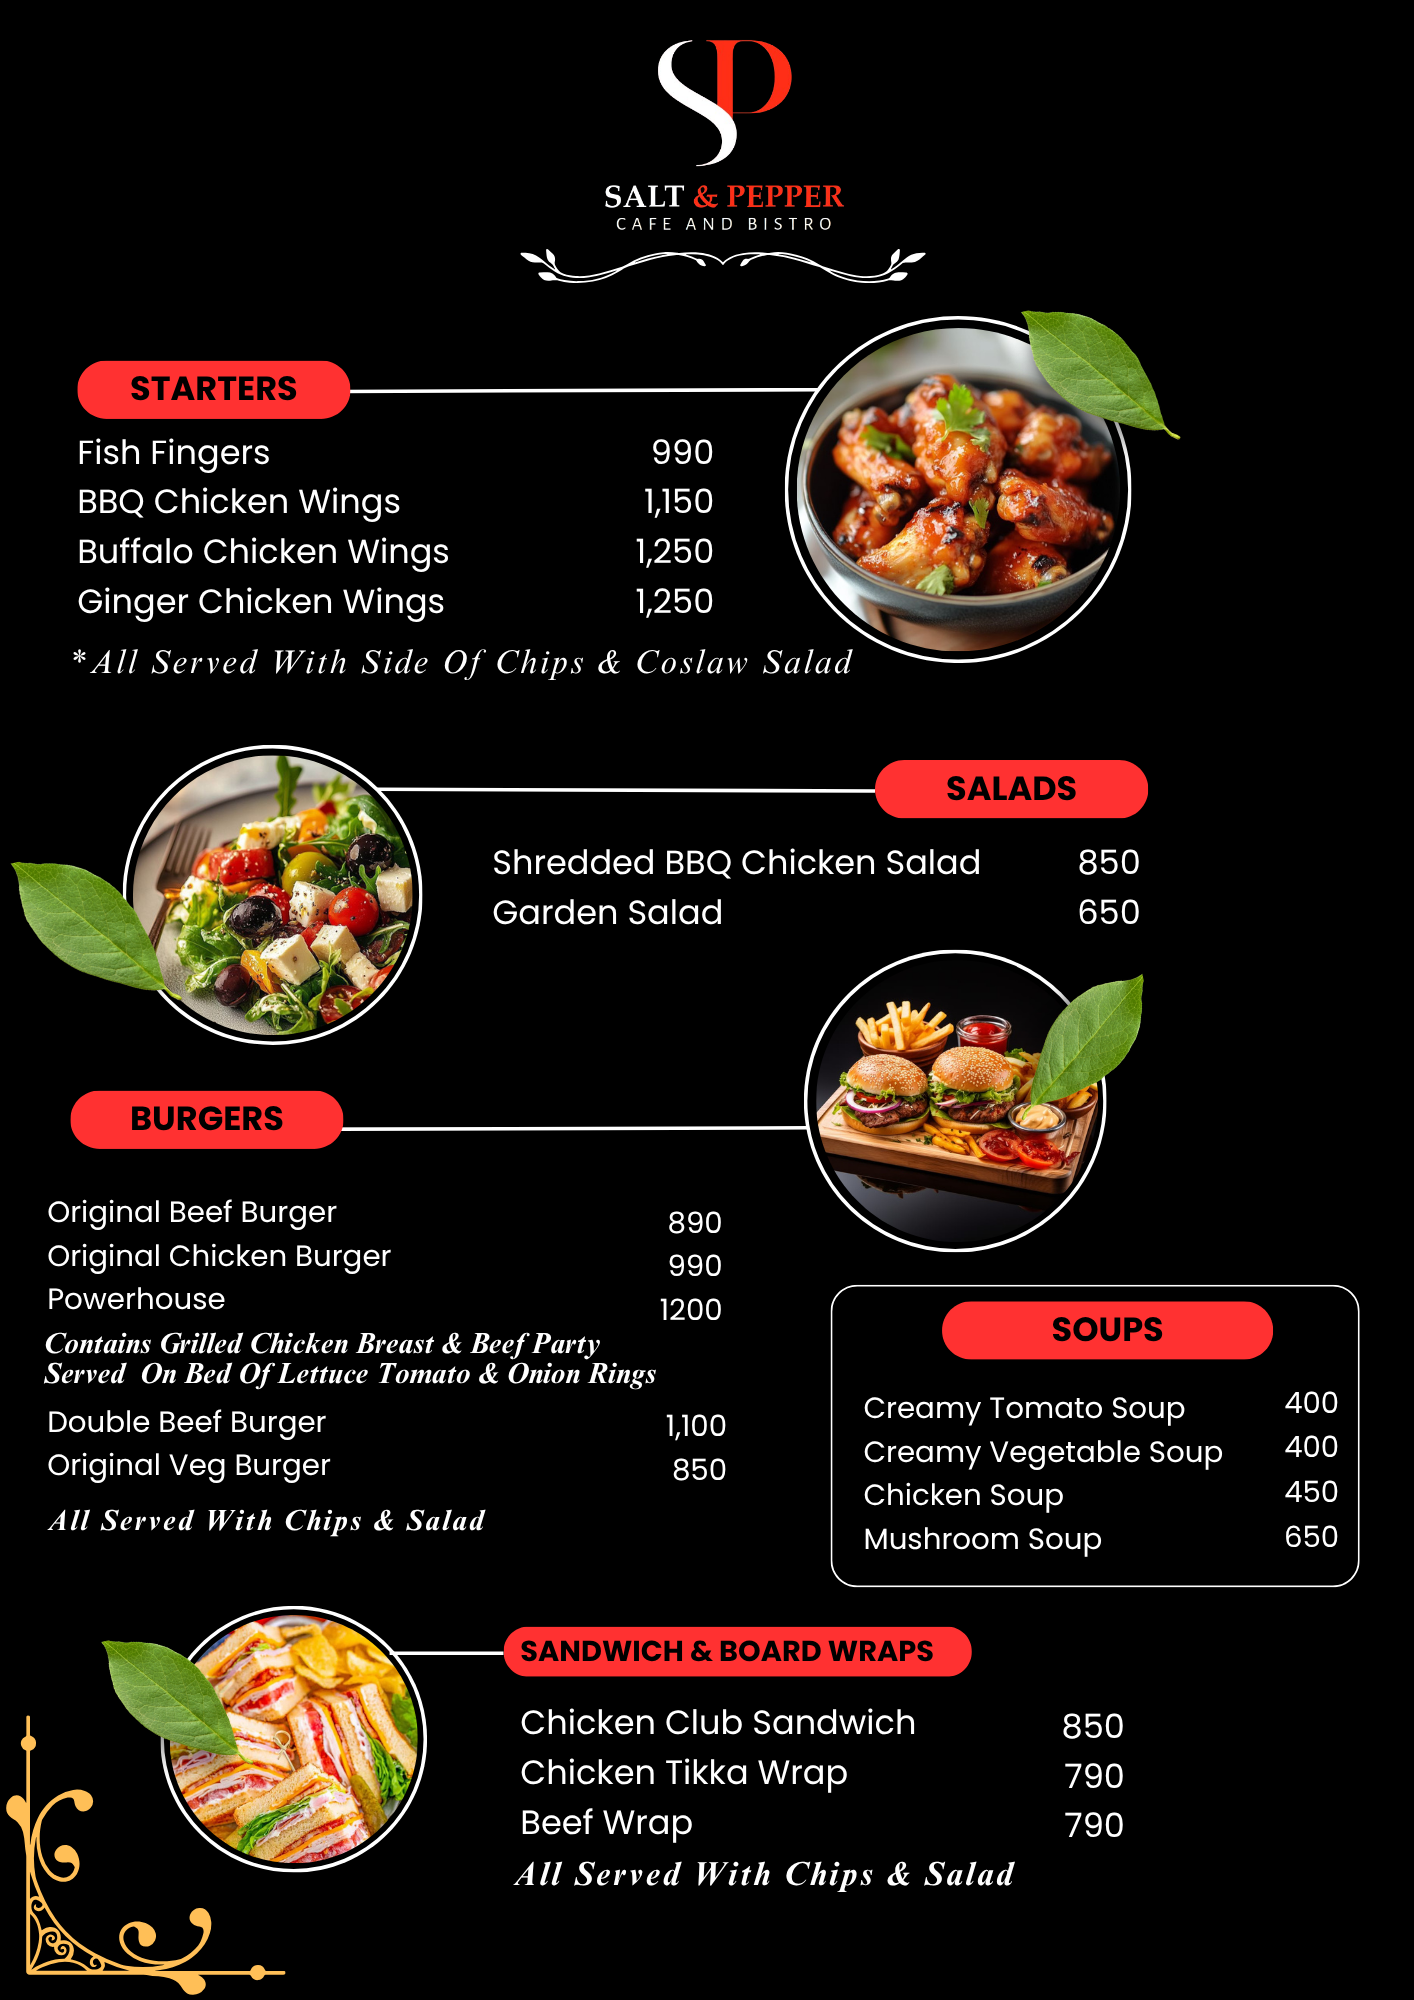 SP
SALT & PEPPER
CAFE AND BISTRO
STARTERS
Fish Fingers 990
BBQ Chicken Wings 1,150
Buffalo Chicken Wings 1,250
Ginger Chicken Wings 1,250
*All Served With Side Of Chips & Coslaw Salad
SALADS
Shredded BBQ Chicken Salad 850
Garden Salad 650
BURGERS
Original Beef Burger 890
Original Chicken Burger 990
Powerhouse 1200
Contains Grilled Chicken Breast & Beef Party
Served On Bed Of Lettuce Tomato & Onion Rings
Double Beef Burger 1,100
Original Veg Burger 850
All Served With Chips & Salad
SOUPS
Creamy Tomato Soup 400
Creamy Vegetable Soup 400
Chicken Soup 450
Mushroom Soup 650
SANDWICH & BOARD WRAPS
Chicken Club Sandwich 850
Chicken Tikka Wrap 790
Beef Wrap 790
All Served With Chips & Salad